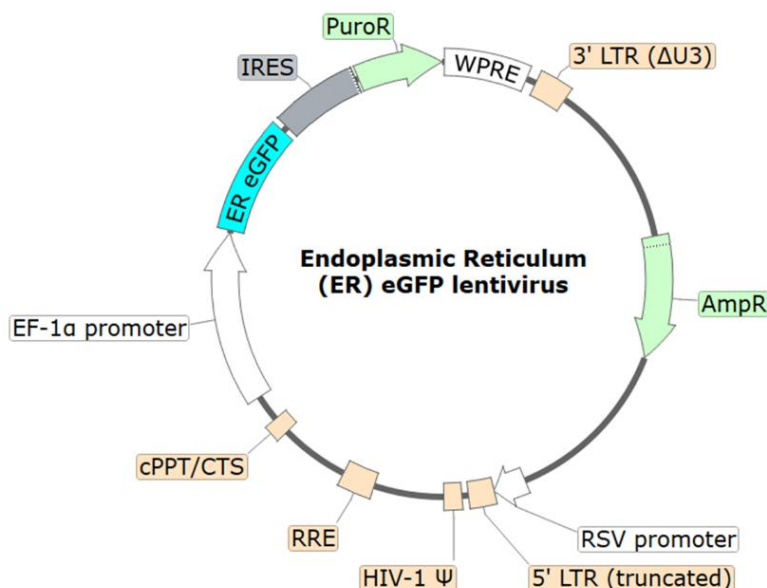 PuroR
WPRE
3' LTR (ΔU3)
IRES
ER eGFP
Endoplasmic Reticulum
(ER) eGFP lentivirus
AmpR
EF-1α promoter
cPPT/CTS
RRE
RSV promoter
HIV-1 Ψ
5' LTR (truncated)